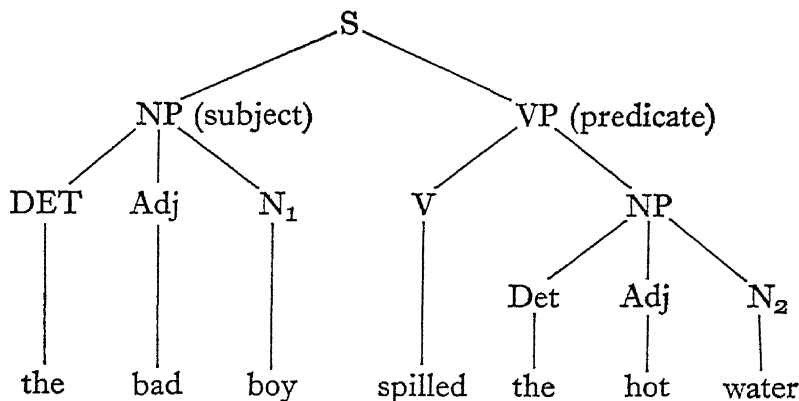 S
NP (subject) VP (predicate)
DET Adj N₁ V NP
Det Adj N₂
the bad boy spilled the hot water